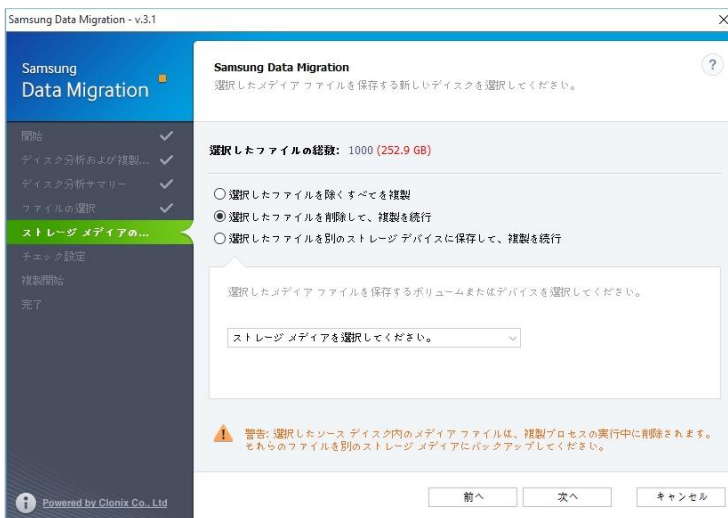 Samsung Data Migration - v.3.1
Samsung
Data Migration
Samsung Data Migration
選択したメディア ファイルを保存する新しいディスクを選択してください。
?
開始
ディスク分析および複製...
ディスク分析サマリー
ファイルの選択
ストレージ メディアの...
チェック設定
複製開始
完了
選択したファイルの総数: 1000 (252.9 GB)
選択したファイルを除くすべてを複製
選択したファイルを削除して、複製を続行
選択したファイルを別のストレージ デバイスに保存して、複製を続行
選択したメディア ファイルを保存するボリュームまたはデバイスを選択してください。
ストレージ メディアを選択してください。
警告: 選択したソース ディスク内のメディア ファイルは、複製プロセスの実行中に削除されます。
それらのファイルを別のストレージ メディアにバックアップしてください。
Powered by Clonix Co., Ltd
前へ
次へ
キャンセル